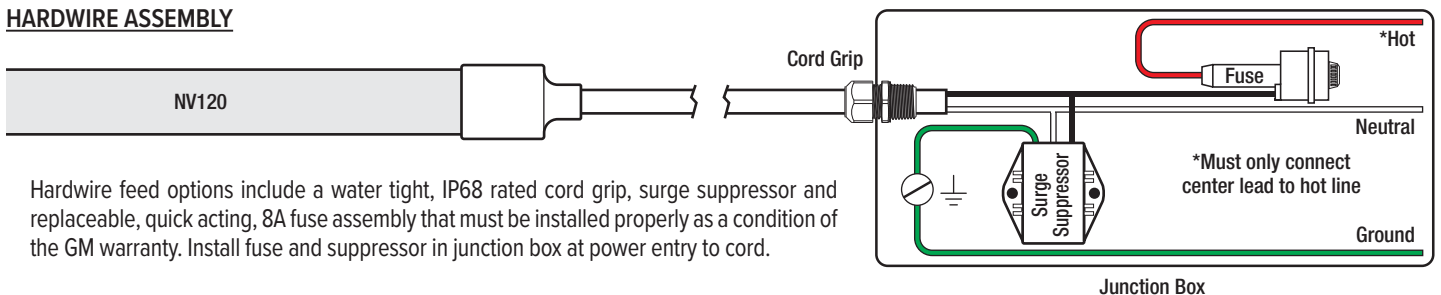 HARDWIRE ASSEMBLY
NV120
Cord Grip
*Hot
Fuse
Neutral
*Must only connect
center lead to hot line
Surge
Suppressor
Ground
Junction Box
Hardwire feed options include a water tight, IP68 rated cord grip, surge suppressor and
replaceable, quick acting, 8A fuse assembly that must be installed properly as a condition of
the GM warranty. Install fuse and suppressor in junction box at power entry to cord.